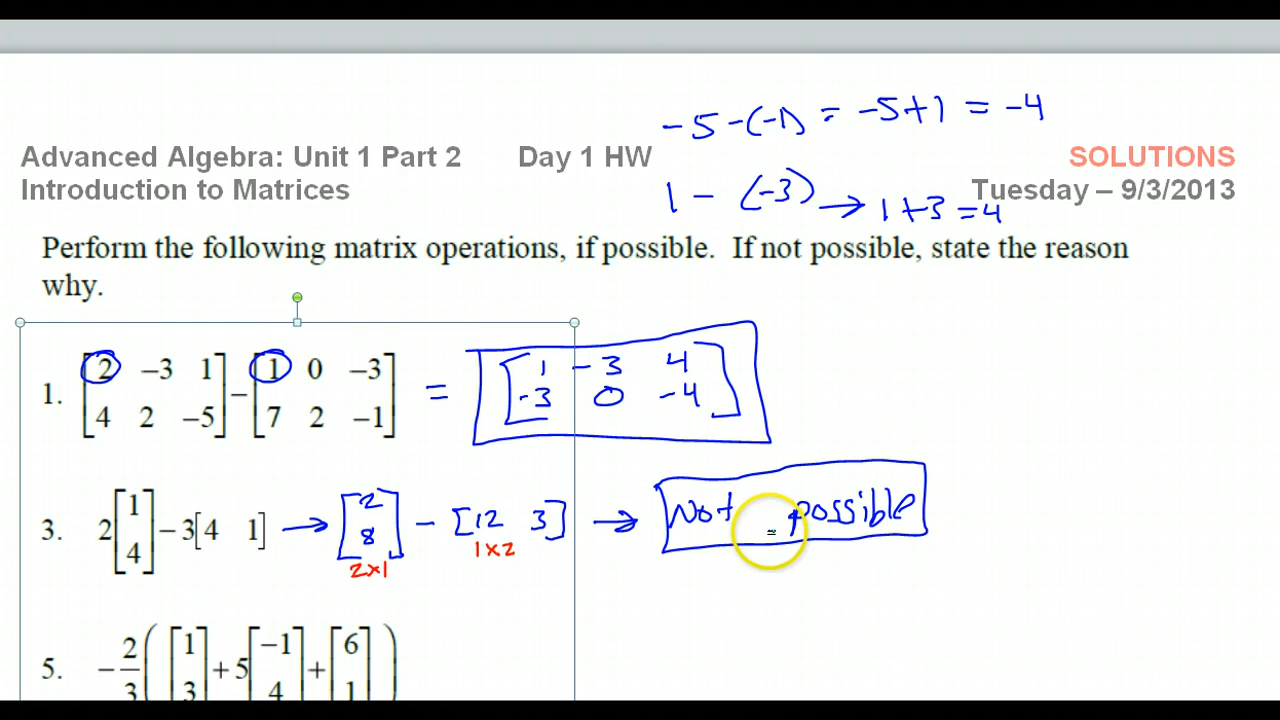 -5 -(-1) = -5+1 = -4
Advanced Algebra: Unit 1 Part 2 Day 1 HW SOLUTIONS
1 - (-3) → 1+3 =4
Introduction to Matrices Tuesday – 9/3/2013
Perform the following matrix operations, if possible. If not possible, state the reason
why.
1. [2 −3 1] − [1 0 −3] = [1 -3 4]
[4 2 −5] [7 2 −1] [-3 0 -4]
3. 2[1] − 3[4 1] → [2] - [12 3] → Not possible
[4] [8]
2x1 1x2
5. −2/3 ( [1] + 5[−1] + [6] )
[3] [4] [1]